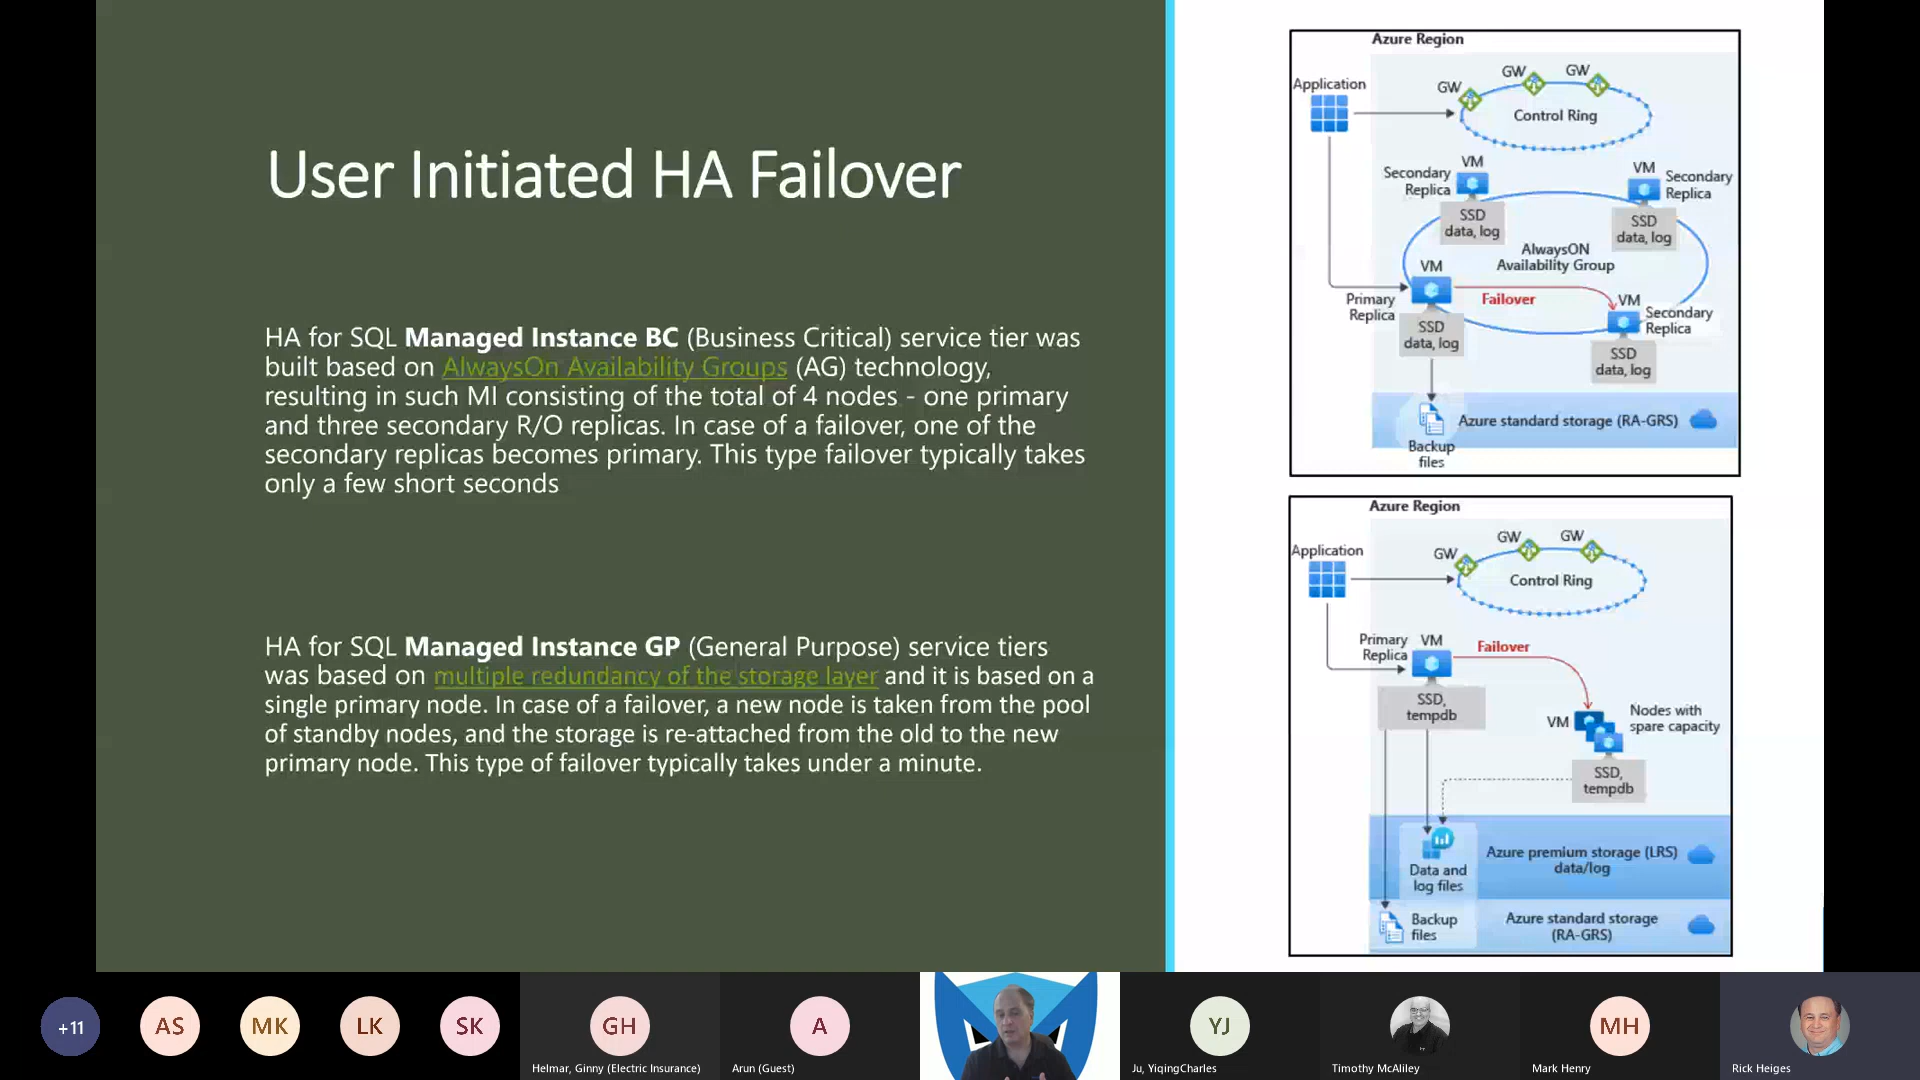 User Initiated HA Failover
HA for SQL Managed Instance BC (Business Critical) service tier was
built based on AlwaysOn Availability Groups (AG) technology,
resulting in such MI consisting of the total of 4 nodes - one primary
and three secondary R/O replicas. In case of a failover, one of the
secondary replicas becomes primary. This type failover typically takes
only a few short seconds
HA for SQL Managed Instance GP (General Purpose) service tiers
was based on multiple redundancy of the storage layer and it is based on a
single primary node. In case of a failover, a new node is taken from the pool
of standby nodes, and the storage is re-attached from the old to the new
primary node. This type of failover typically takes under a minute.
Azure Region
Application
GW
GW
GW
Control Ring
VM
Secondary
Replica
SSD
data, log
VM
Secondary
Replica
SSD
data, log
AlwaysON
Availability Group
VM
Primary
Replica
SSD
data, log
Failover
VM
Secondary
Replica
SSD
data, log
Azure standard storage (RA-GRS)
Backup
files
Azure Region
Application
GW
GW
GW
Control Ring
Primary
Replica
VM
Failover
SSD,
tempdb
VM
Nodes with
spare capacity
SSD,
tempdb
Data and
log files
Azure premium storage (LRS)
data/log
Backup
files
Azure standard storage
(RA-GRS)
+11
AS
MK
LK
SK
GH
Helmar, Ginny (Electric Insurance)
A
Arun (Guest)
YJ
Ju, YiqingCharles
Timothy McAliley
MH
Mark Henry
Rick Heiges